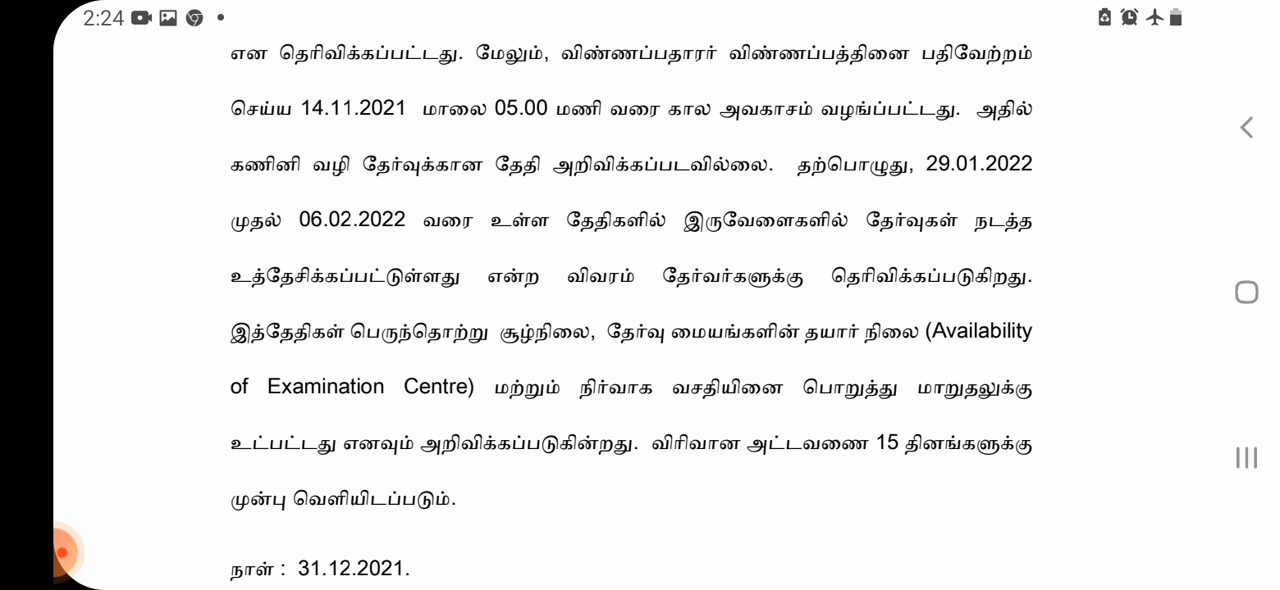 2:24
என தெரிவிக்கப்பட்டது. மேலும், விண்ணப்பதாரர் விண்ணப்பத்தினை பதிவேற்றம்
செய்ய 14.11.2021 மாலை 05.00 மணி வரை கால அவகாசம் வழங்ப்பட்டது. அதில்
கணினி வழி தேர்வுக்கான தேதி அறிவிக்கப்படவில்லை. தற்பொழுது, 29.01.2022
முதல் 06.02.2022 வரை உள்ள தேதிகளில் இருவேளைகளில் தேர்வுகள் நடத்த
உத்தேசிக்கப்பட்டுள்ளது என்ற விவரம் தேர்வர்களுக்கு தெரிவிக்கப்படுகிறது.
இத்தேதிகள் பெருந்தொற்று சூழ்நிலை, தேர்வு மையங்களின் தயார் நிலை (Availability
of Examination Centre) மற்றும் நிர்வாக வசதியினை பொறுத்து மாறுதலுக்கு
உட்பட்டது எனவும் அறிவிக்கப்படுகின்றது. விரிவான அட்டவணை 15 தினங்களுக்கு
முன்பு வெளியிடப்படும்.
நாள் : 31.12.2021.